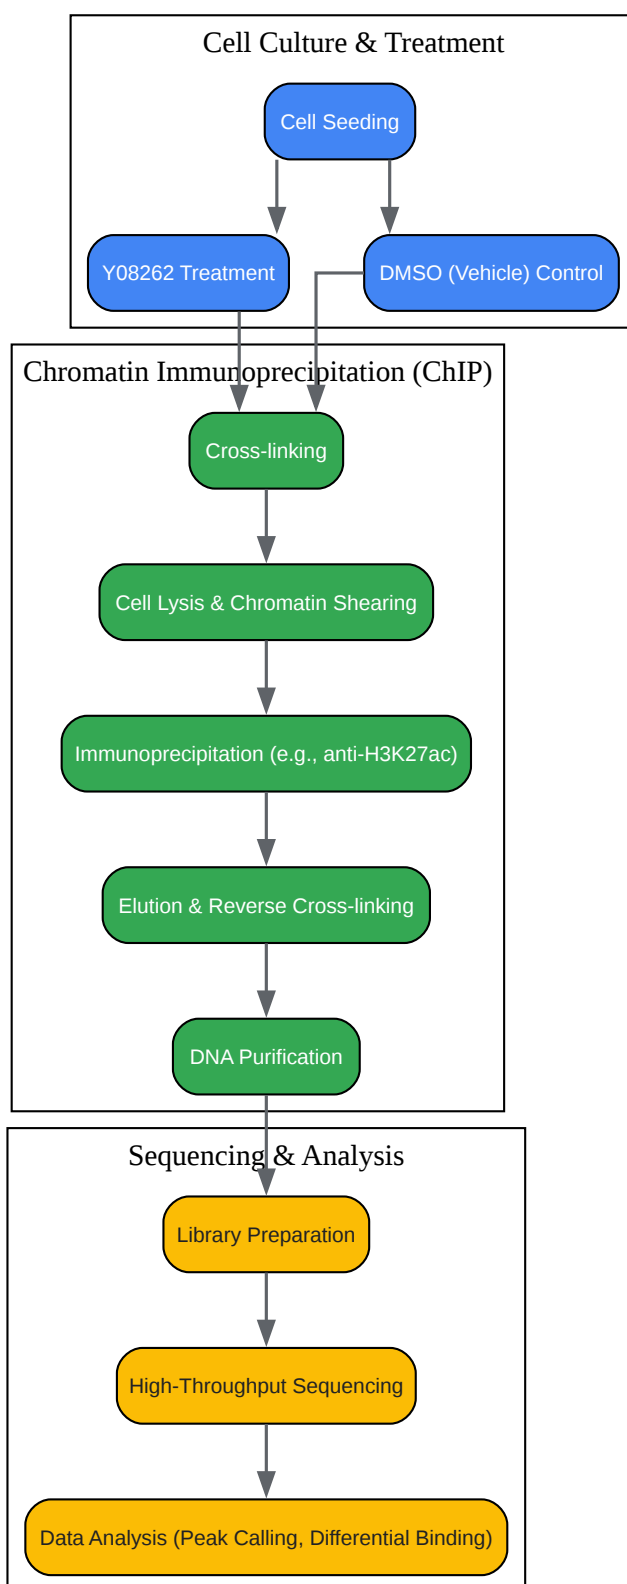 Cell Culture & Treatment
Cell Seeding
Y08262 Treatment
DMSO (Vehicle) Control
Chromatin Immunoprecipitation (ChIP)
Cross-linking
Cell Lysis & Chromatin Shearing
Immunoprecipitation (e.g., anti-H3K27ac)
Elution & Reverse Cross-linking
DNA Purification
Sequencing & Analysis
Library Preparation
High-Throughput Sequencing
Data Analysis (Peak Calling, Differential Binding)